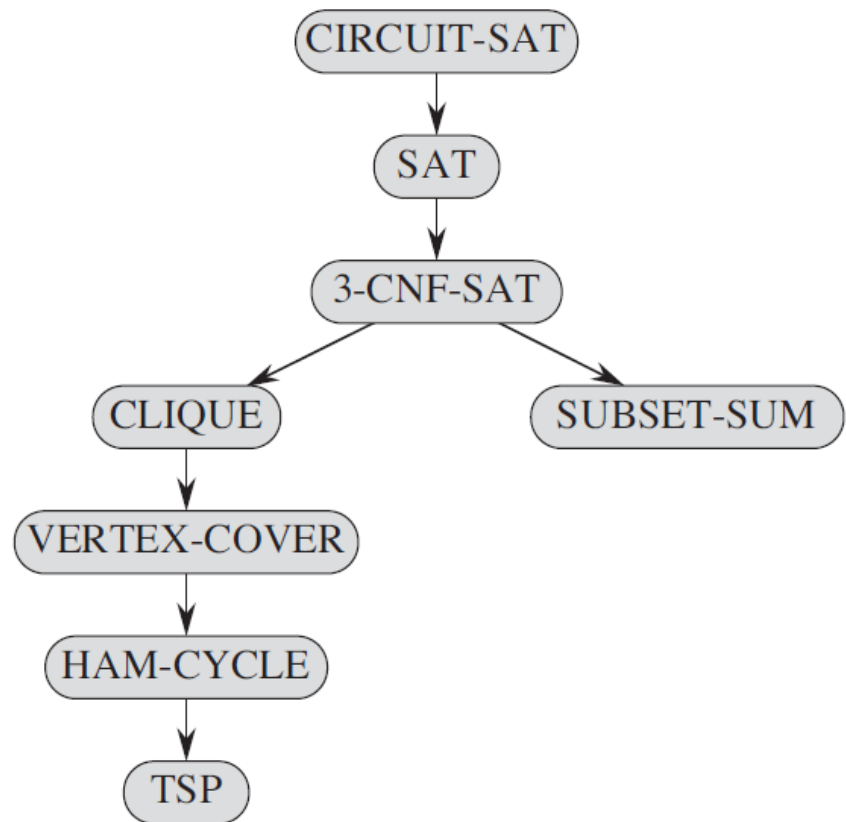 CIRCUIT-SAT
SAT
3-CNF-SAT
CLIQUE
SUBSET-SUM
VERTEX-COVER
HAM-CYCLE
TSP